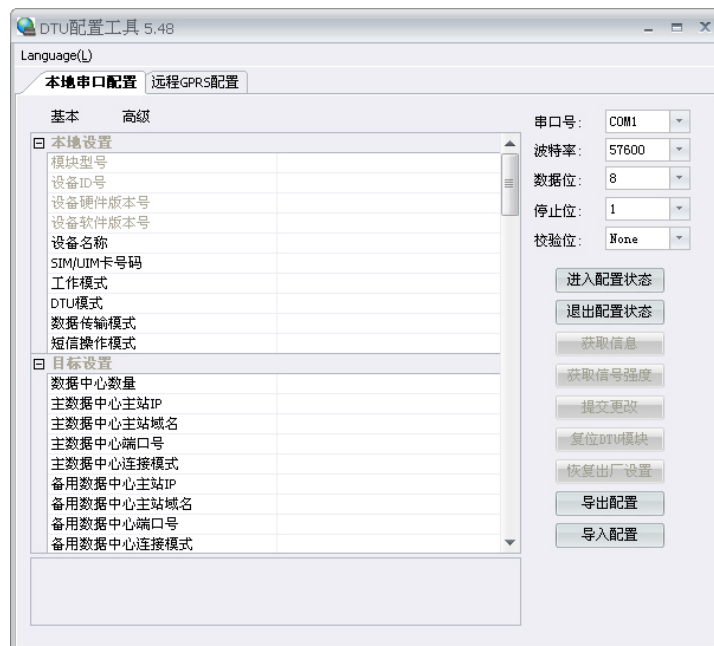 DTU配置工具 5.48
Language(L)
本地串口配置 远程GPRS配置
基本 高级
本地设置
模块型号
设备ID号
设备硬件版本号
设备软件版本号
设备名称
SIM/UIM卡号码
工作模式
DTU模式
数据传输模式
短信操作模式
目标设置
数据中心数量
主数据中心主站IP
主数据中心主站域名
主数据中心端口号
主数据中心连接模式
备用数据中心主站IP
备用数据中心主站域名
备用数据中心端口号
备用数据中心连接模式
串口号: COM1
波特率: 57600
数据位: 8
停止位: 1
校验位: None
进入配置状态
退出配置状态
获取信息
获取信号强度
提交更改
复位DTU模块
恢复出厂设置
导出配置
导入配置